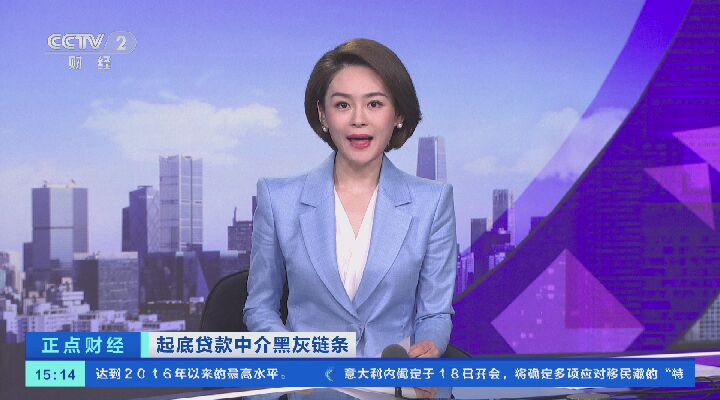 CCTV 2
财经
正点财经
起底贷款中介黑灰链条
15:14
达到2016年以来的最高水平。
意大利内阁定于18日开会，将确定多项应对移民潮的“特